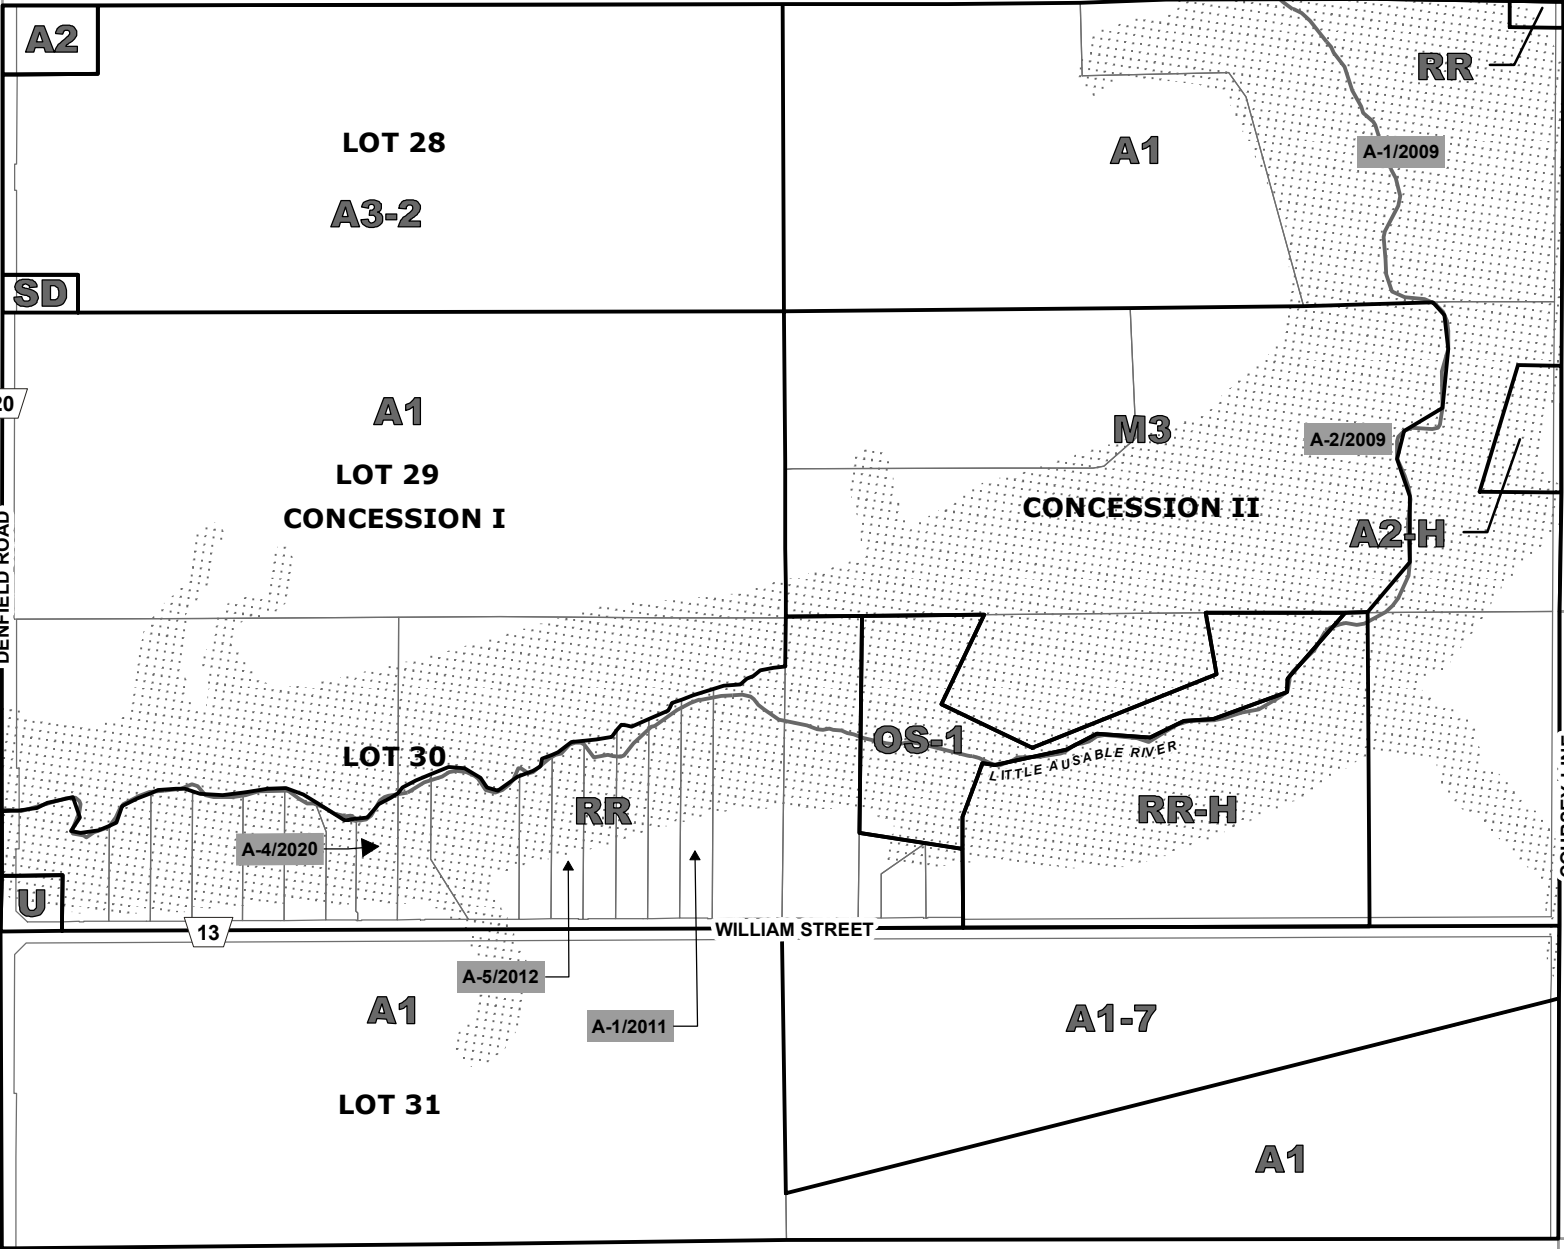 A2
RR
LOT 28
A1
A-1/2009
A3-2
SD
20
A1
M3
A-2/2009
LOT 29
CONCESSION I
CONCESSION II
A2-H
DENFIELD ROAD
OS-1
LITTLE AUSABLE RIVER
LOT 30
RR
RR-H
A-4/2020
U
13
WILLIAM STREET
A-5/2012
A1
A1-7
A-1/2011
LOT 31
A1